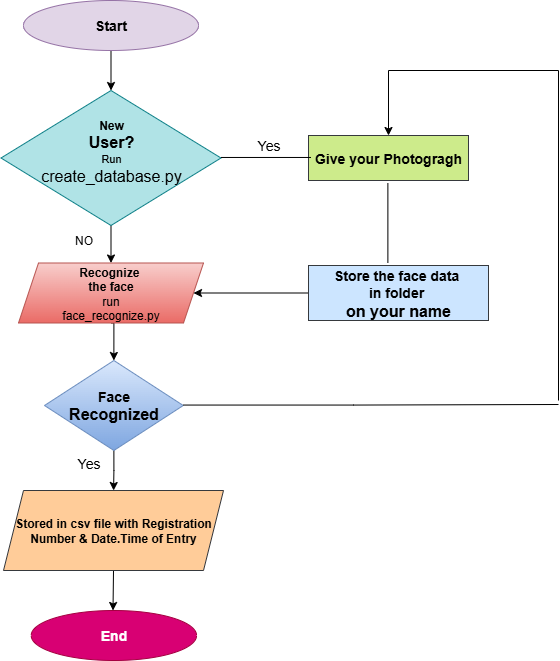 Start
New
User?
Run
create_database.py
Yes
Give your Photogragh
NO
Recognize
the face
run
face_recognize.py
Store the face data
in folder
on your name
Face
Recognized
Yes
Stored in csv file with Registration
Number & Date.Time of Entry
End